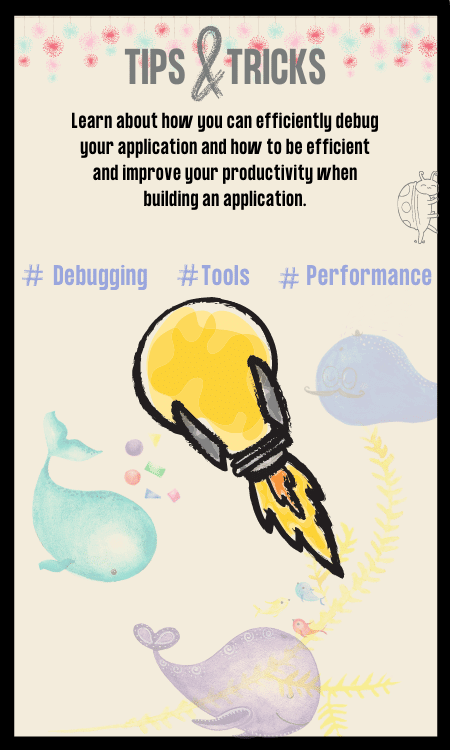 TIPS & TRICKS
Learn about how you can efficiently debug
your application and how to be efficient
and improve your productivity when
building an application.
# Debugging #Tools # Performance